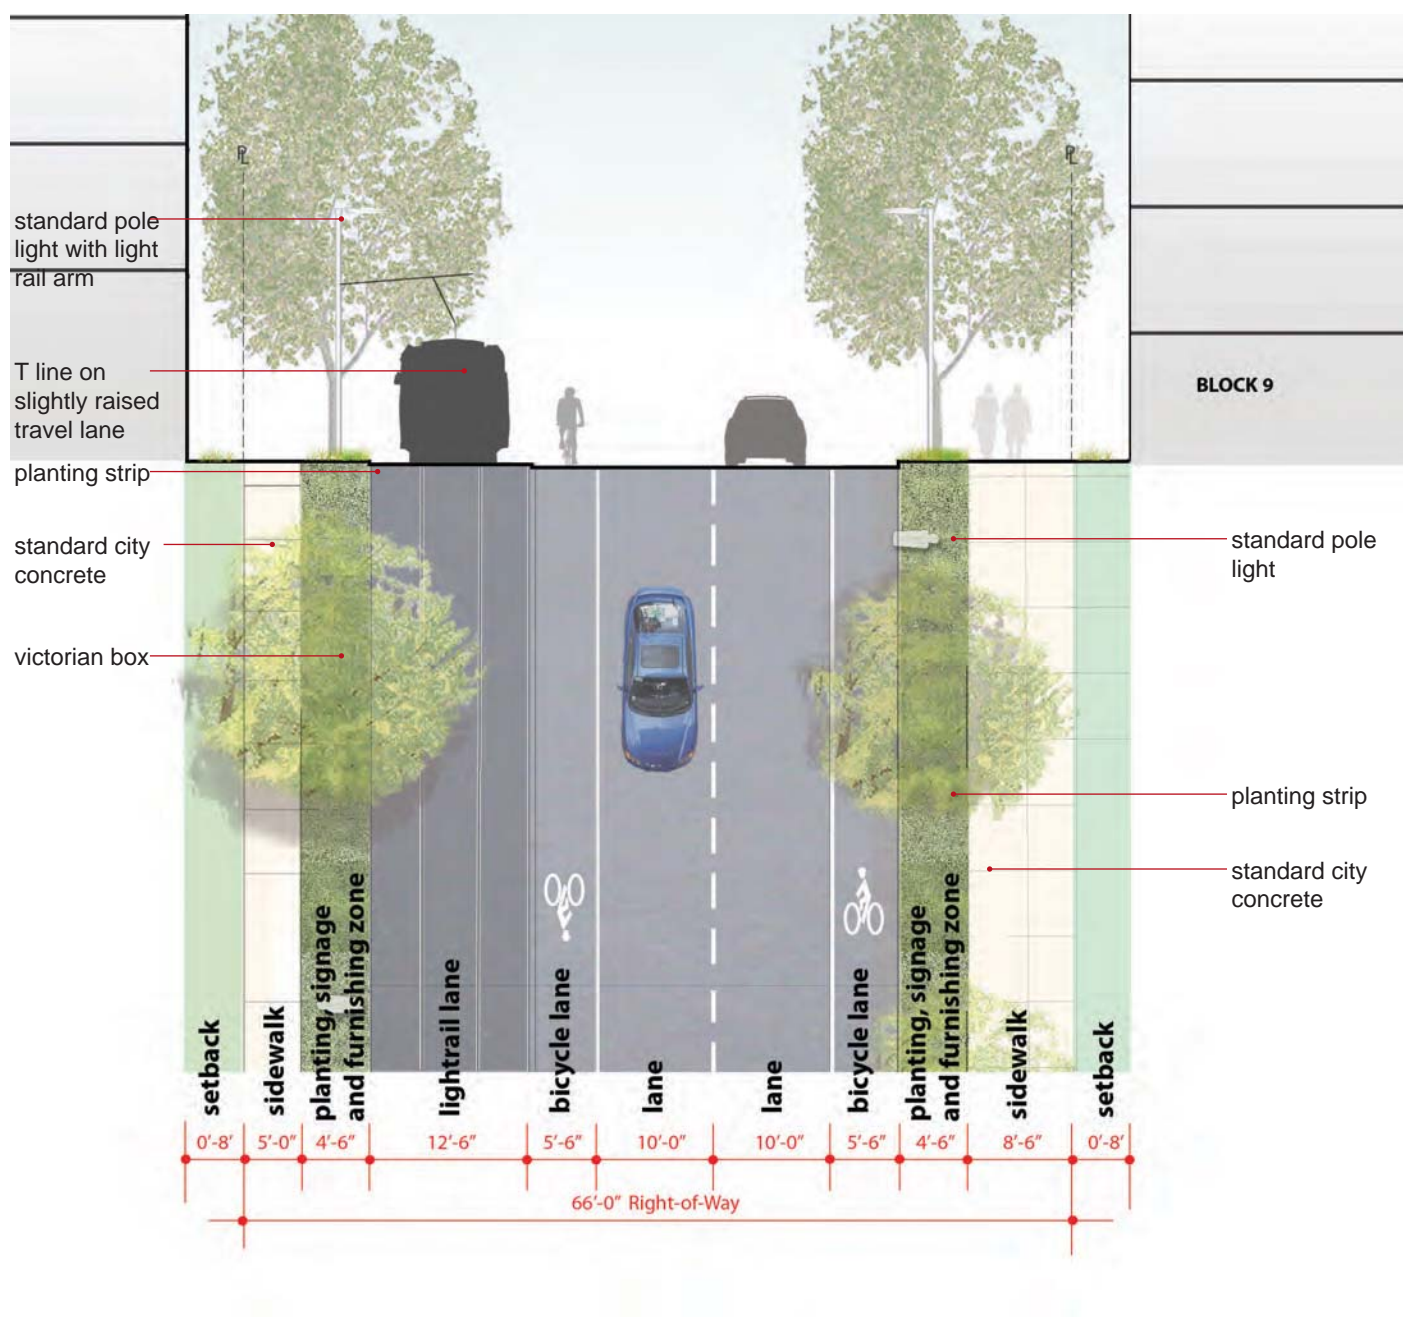 PL
PL
standard pole
light with light
rail arm
T line on
slightly raised
travel lane
BLOCK 9
planting strip
standard city
concrete
standard pole
light
victorian box
planting strip
standard city
concrete
setback
sidewalk
planting, signage
and furnishing zone
lightrail lane
bicycle lane
lane
lane
bicycle lane
planting, signage
and furnishing zone
sidewalk
setback
0'-8' 5'-0" 4'-6" 12'-6" 5'-6" 10'-0" 10'-0" 5'-6" 4'-6" 8'-6" 0'-8'
66'-0" Right-of-Way